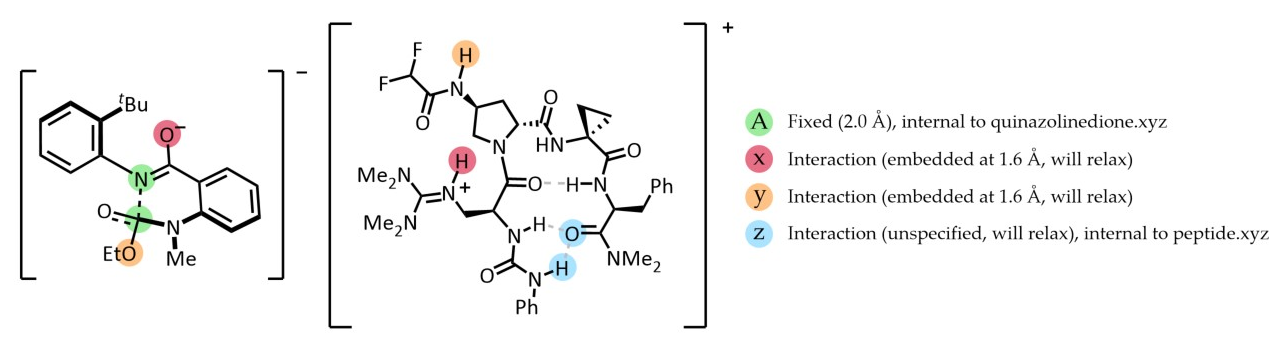 − +
F
F
H
N
O
N
O
HN
O
H
N
Me₂N
N
+
Me₂N
O
H
N
Ph
N
H
O
NMe₂
O
N
H
Ph
ᵗBu
O−
N
O
N
EtO
Me
A Fixed (2.0 Å), internal to quinazolinedione.xyz
x Interaction (embedded at 1.6 Å, will relax)
y Interaction (embedded at 1.6 Å, will relax)
z Interaction (unspecified, will relax), internal to peptide.xyz